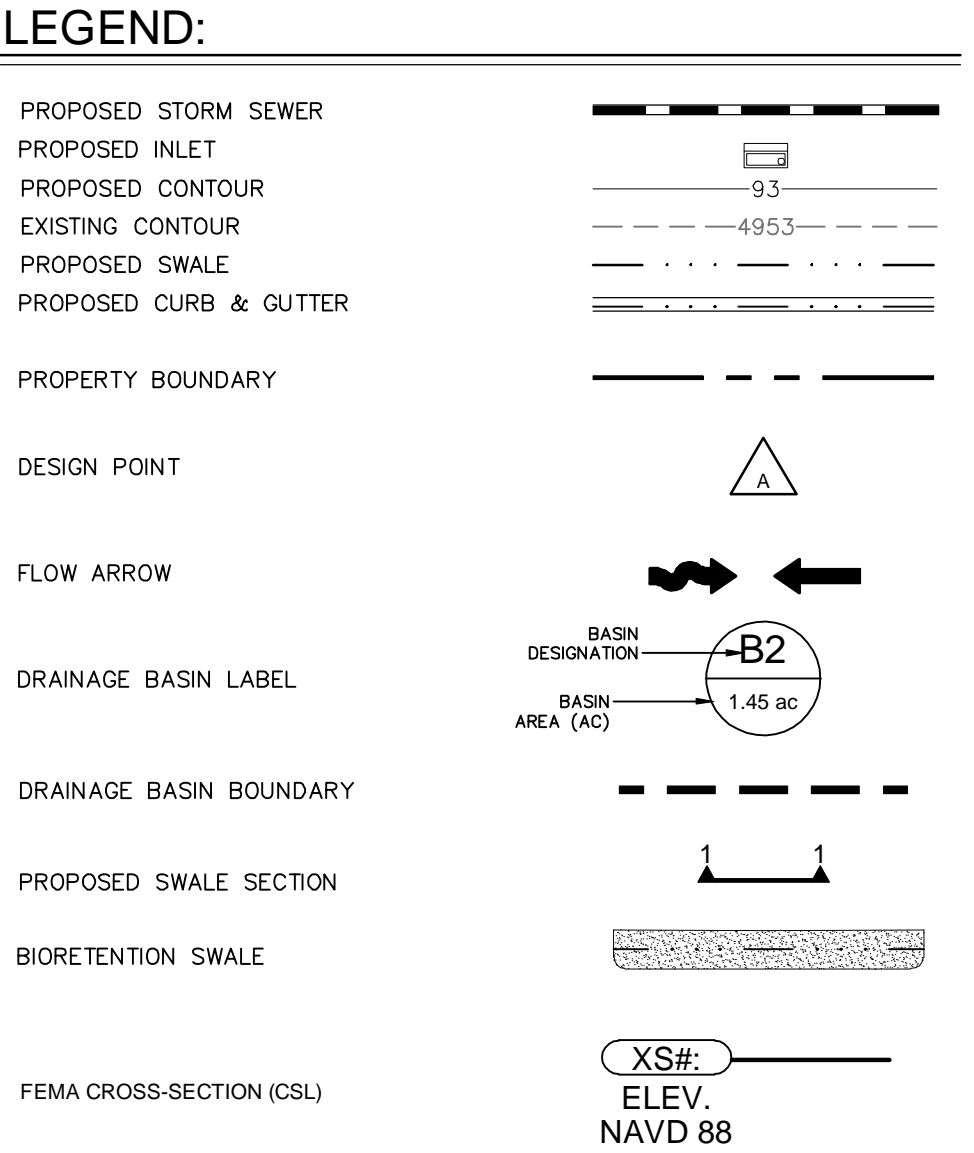 LEGEND:
PROPOSED STORM SEWER
PROPOSED INLET
PROPOSED CONTOUR
93
EXISTING CONTOUR
4953
PROPOSED SWALE
PROPOSED CURB & GUTTER
PROPERTY BOUNDARY
DESIGN POINT
A
FLOW ARROW
DRAINAGE BASIN LABEL
BASIN
DESIGNATION
B2
BASIN
AREA (AC)
1.45 ac
DRAINAGE BASIN BOUNDARY
PROPOSED SWALE SECTION
1 1
BIORETENTION SWALE
FEMA CROSS-SECTION (CSL)
XS#:
ELEV.
NAVD 88